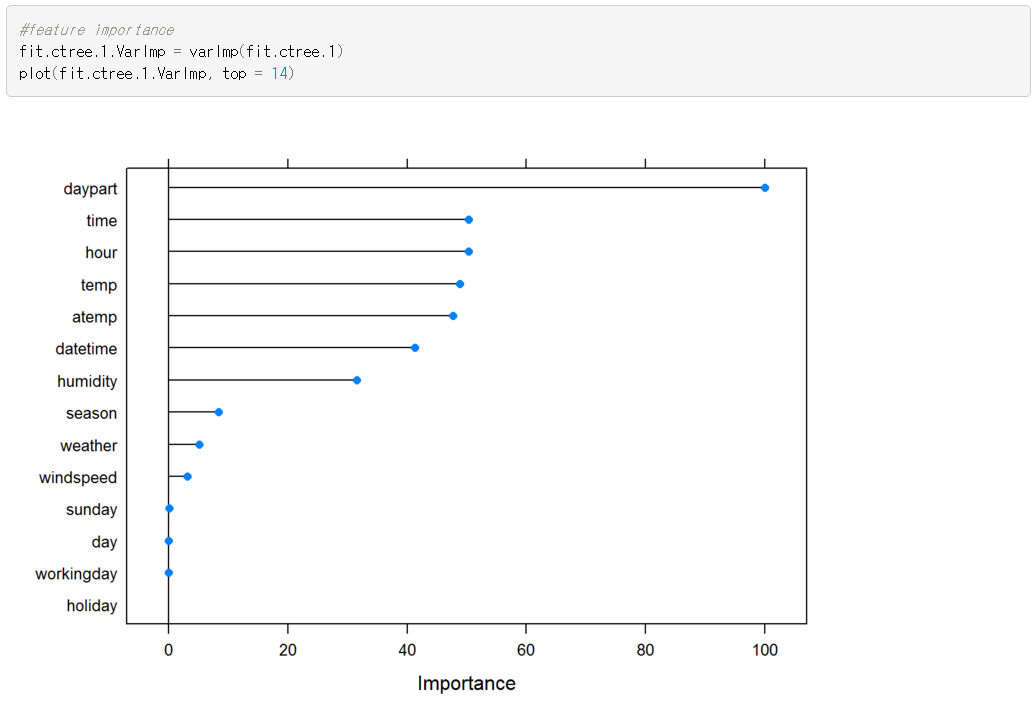 #feature importance
fit.ctree.1.VarImp = varImp(fit.ctree.1)
plot(fit.ctree.1.VarImp, top = 14)
daypart
time
hour
temp
atemp
datetime
humidity
season
weather
windspeed
sunday
day
workingday
holiday
0 20 40 60 80 100
Importance